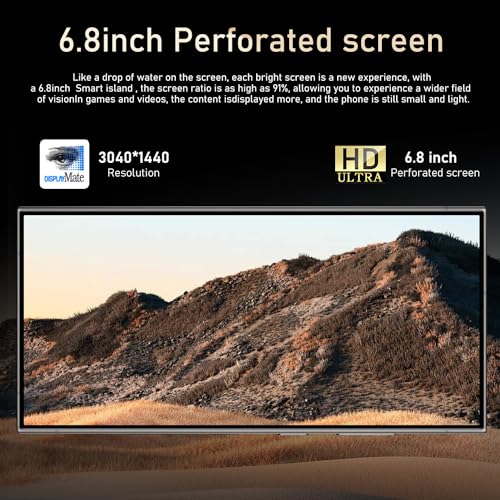 6.8inch Perforated screen
Like a drop of water on the screen, each bright screen is a new experience, with
a 6.8inch  Smart island , the screen ratio is as high as 91%, allowing you to experience a wider field
of visionIn games and videos, the content isdisplayed more, and the phone is still small and light.
DISPLAYMate
3040*1440
Resolution
HD
ULTRA
6.8 inch
Perforated screen